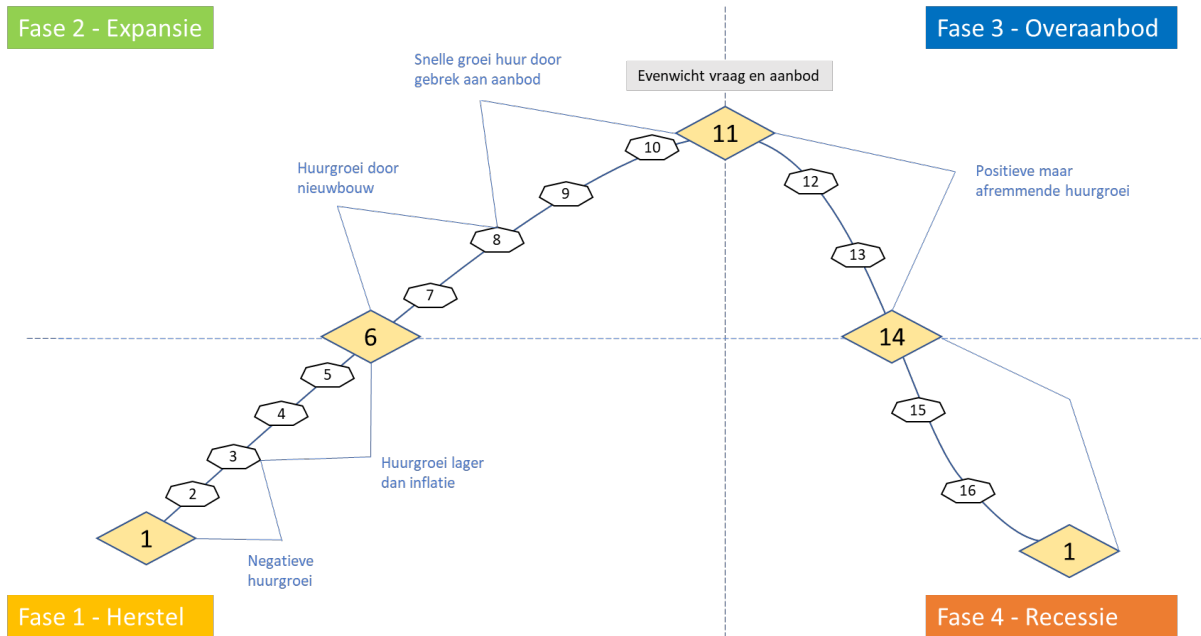 Fase 2 - Expansie
Fase 3 - Overaanbod
Snelle groei huur door
gebrek aan aanbod
Evenwicht vraag en aanbod
11
10
12
Huurgroei door
nieuwbouw
Positieve maar
afremmende huurgroei
9
8
13
7
6
14
5
4
15
3
Huurgroei lager
dan inflatie
2
16
1
1
Negatieve
huurgroei
Fase 1 - Herstel
Fase 4 - Recessie